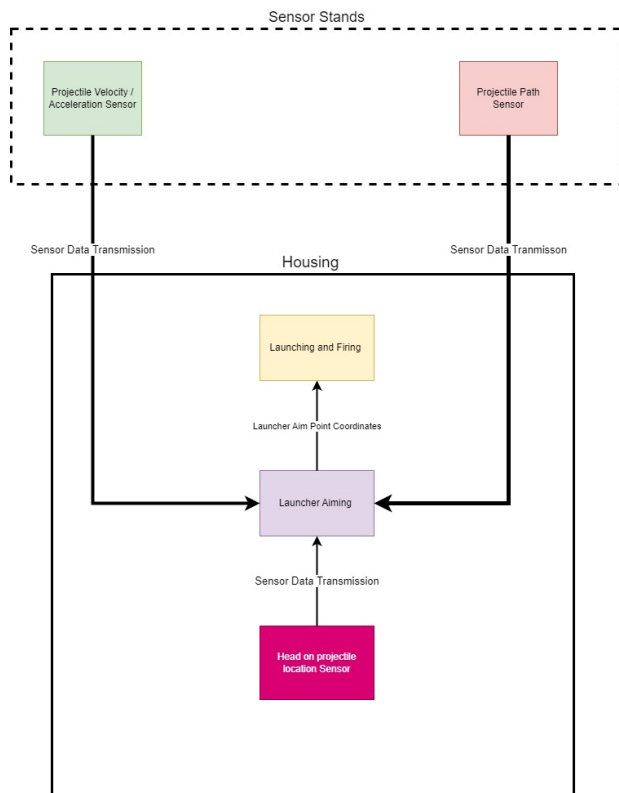 Sensor Stands
Projectile Velocity /
Acceleration Sensor
Projectile Path
Sensor
Sensor Data Transmission
Sensor Data Tranmisson
Housing
Launching and Firing
Launcher Aim Point Coordinates
Launcher Aiming
Sensor Data Transmission
Head on projectile
location Sensor